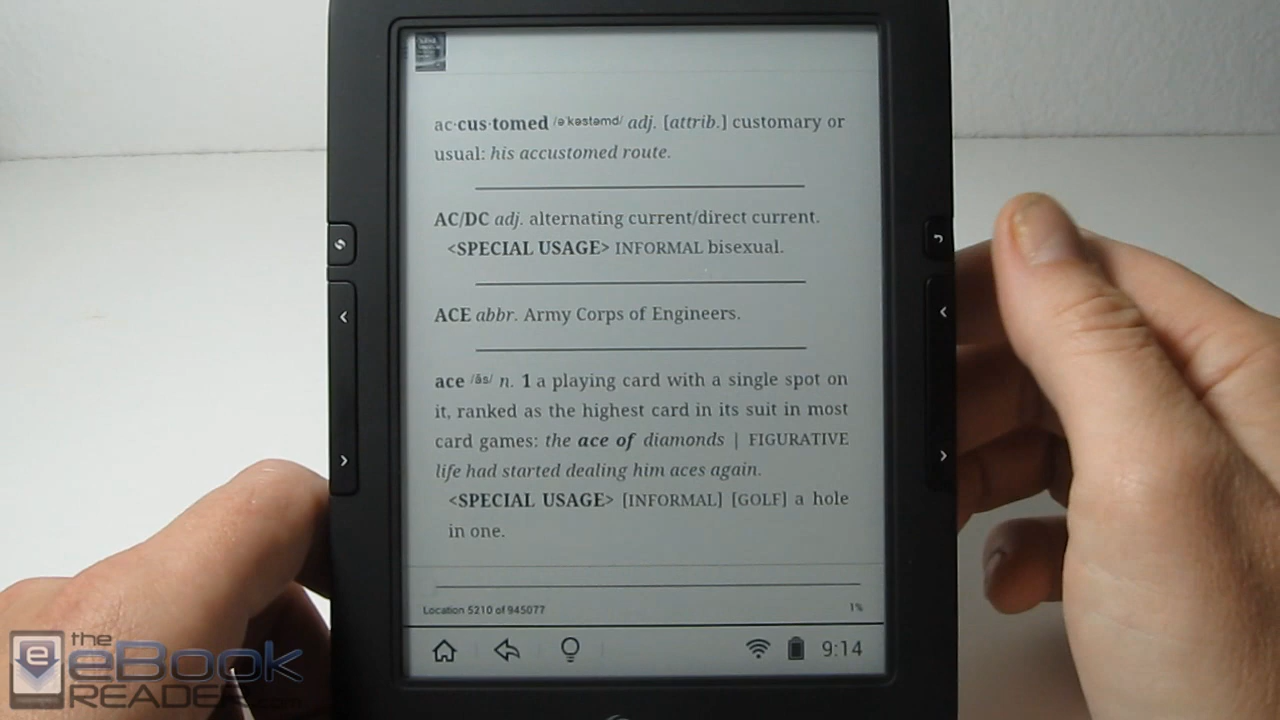 ac·cus·tomed /əˈkəstəmd/ adj. [attrib.] customary or
usual: his accustomed route.
AC/DC adj. alternating current/direct current.
<SPECIAL USAGE> INFORMAL bisexual.
ACE abbr. Army Corps of Engineers.
ace /ās/ n. 1 a playing card with a single spot on
it, ranked as the highest card in its suit in most
card games: the ace of diamonds | FIGURATIVE
life had started dealing him aces again.
<SPECIAL USAGE> [INFORMAL] [GOLF] a hole
in one.
Location 5210 of 945077 1%
9:14
the
eBook
READER.com